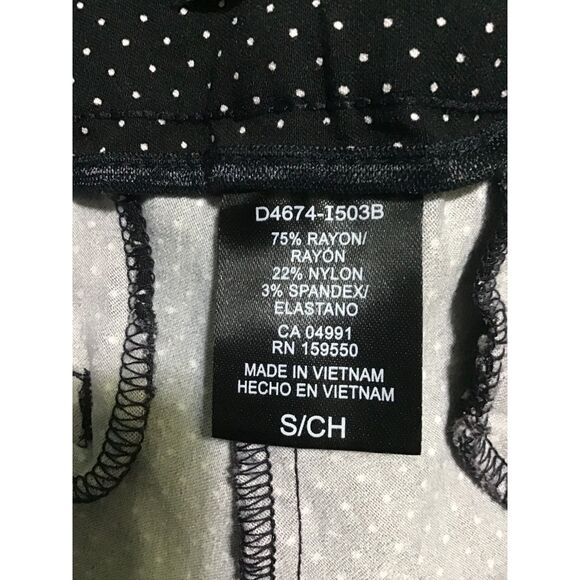 D4674-I503B
75% RAYON/
RAYÓN
22% NYLON
3% SPANDEX/
ELASTANO
CA 04991
RN 159550
MADE IN VIETNAM
HECHO EN VIETNAM
S/CH